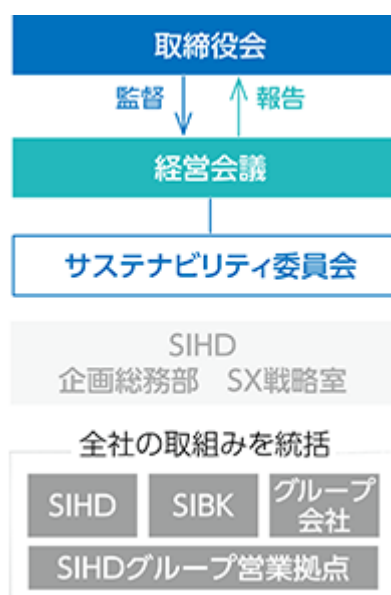 取締役会
監督 報告
経営会議
サステナビリティ委員会
SIHD
企画総務部 SX戦略室
全社の取組みを統括
SIHD SIBK グループ
会社
SIHDグループ営業拠点